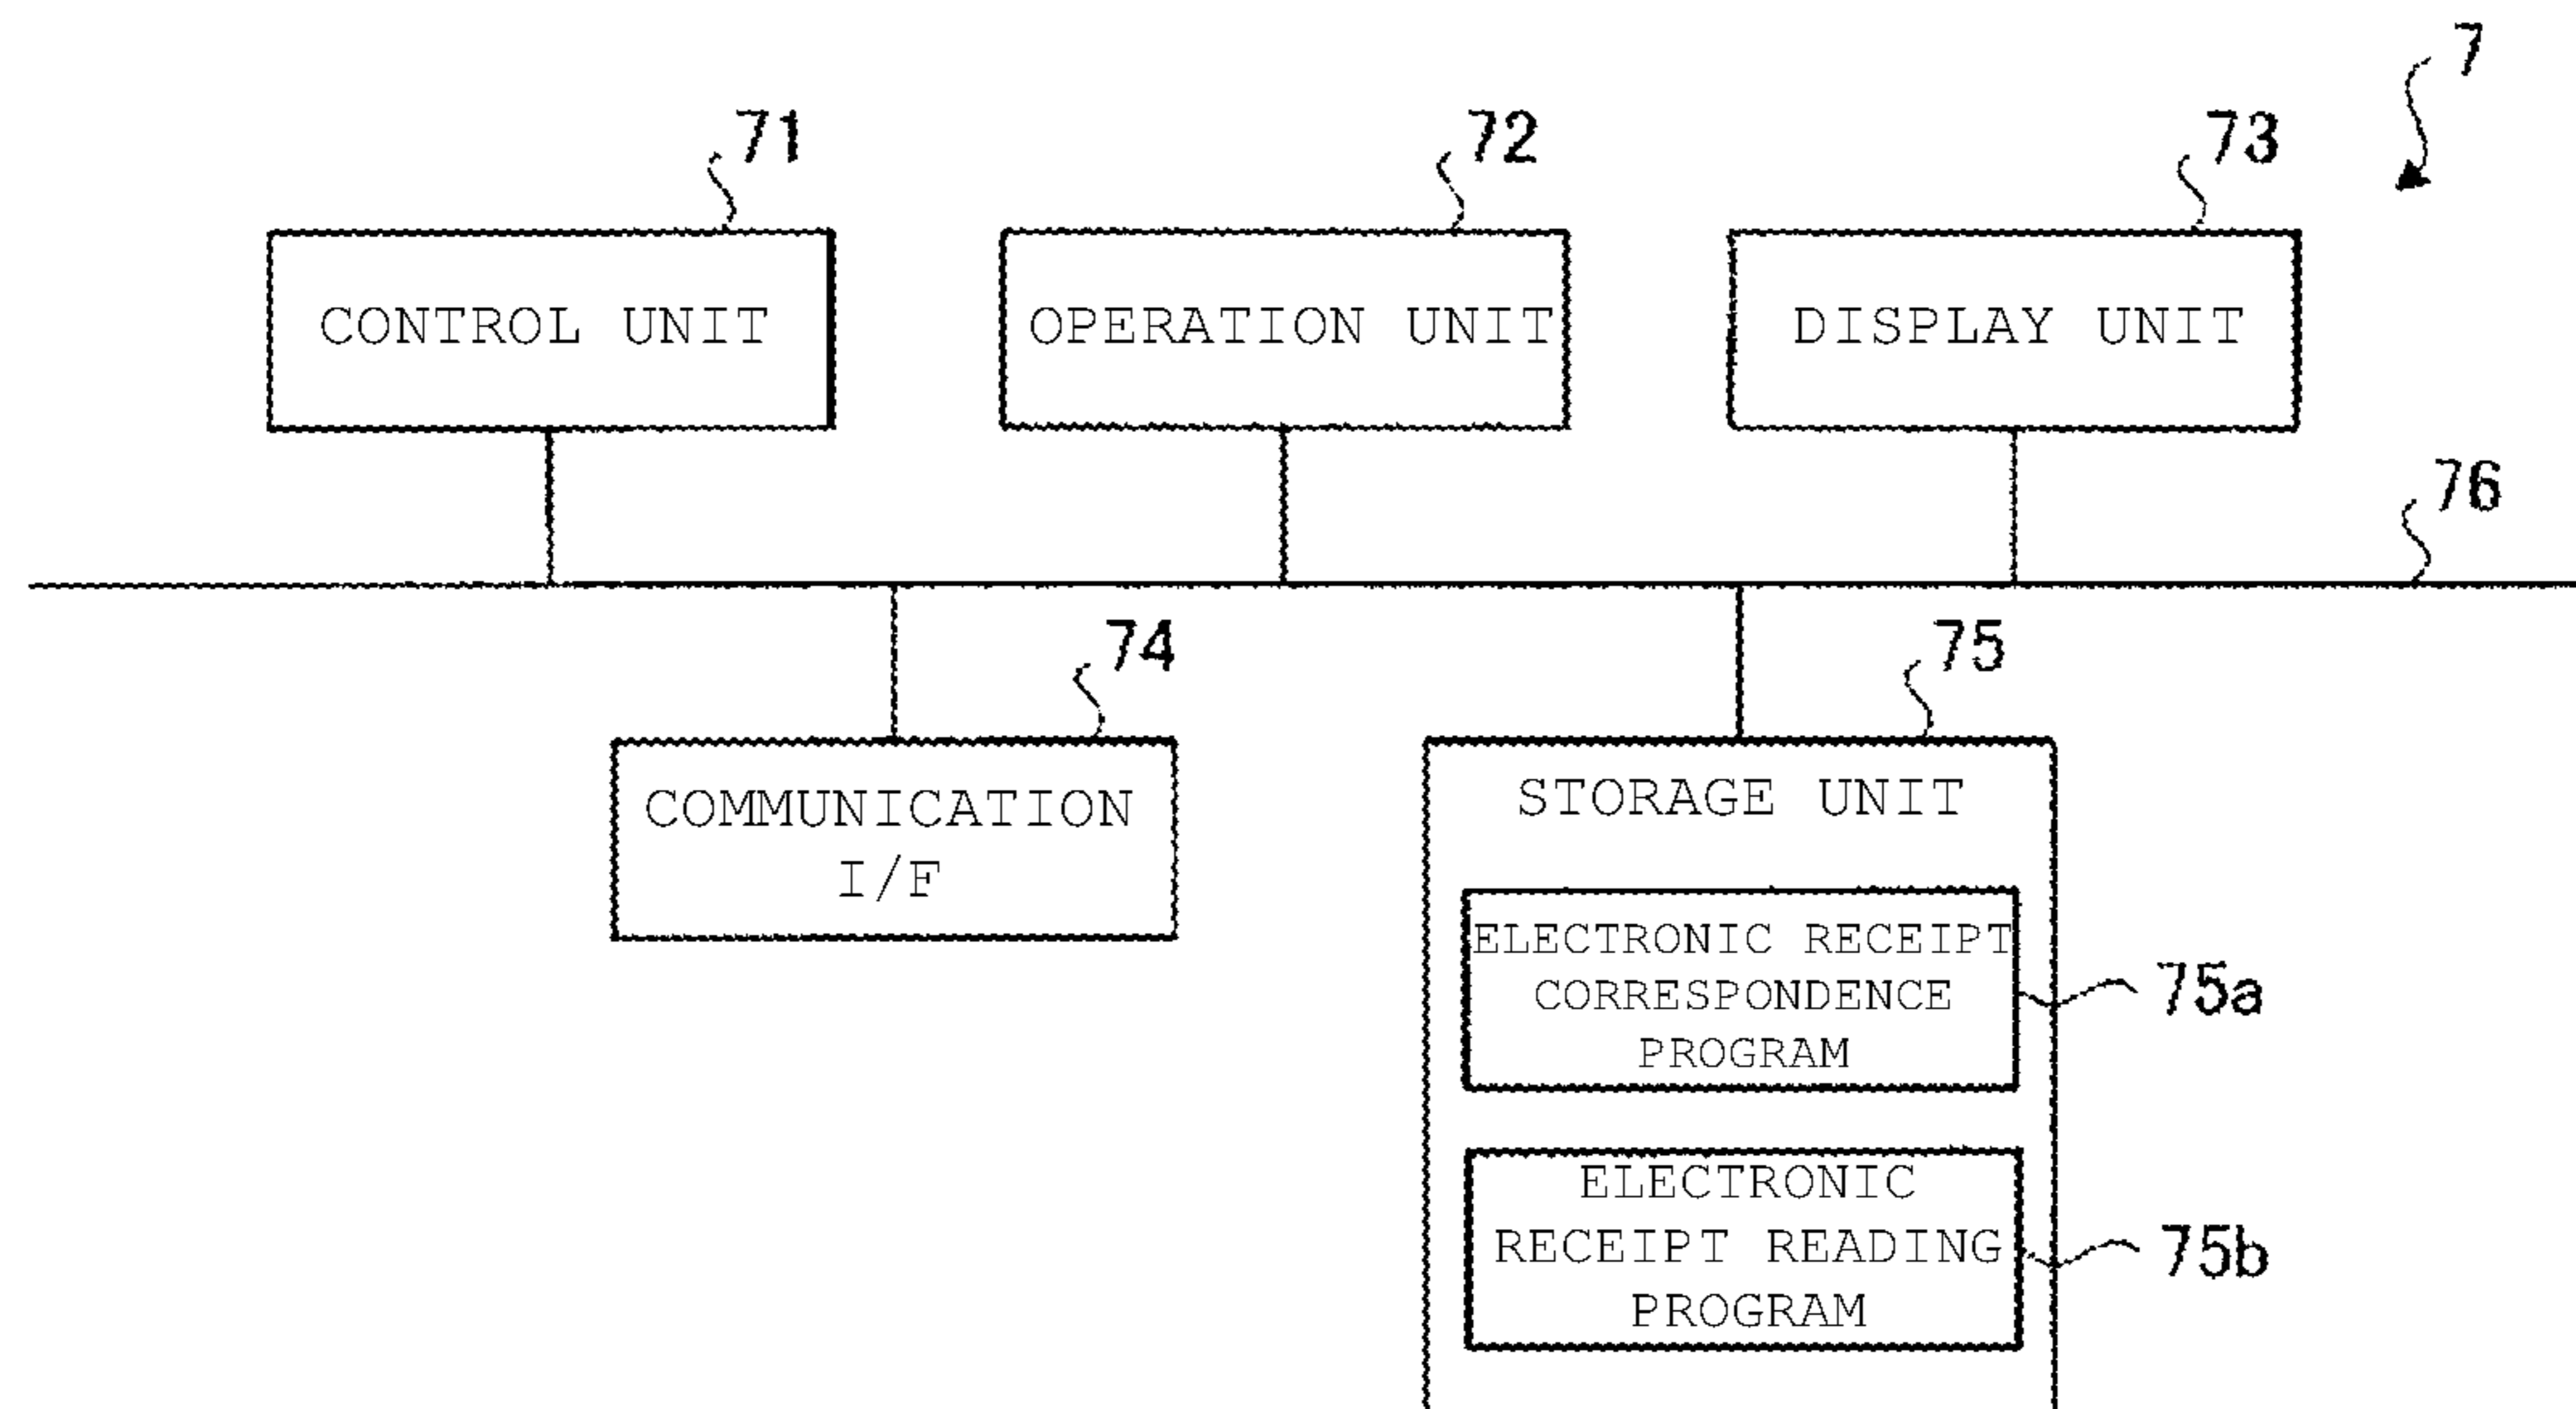 7
71
72
73
CONTROL UNIT
OPERATION UNIT
DISPLAY UNIT
76
74
75
COMMUNICATION
I/F
STORAGE UNIT
ELECTRONIC RECEIPT
CORRESPONDENCE
PROGRAM
75a
ELECTRONIC
RECEIPT READING
PROGRAM
75b